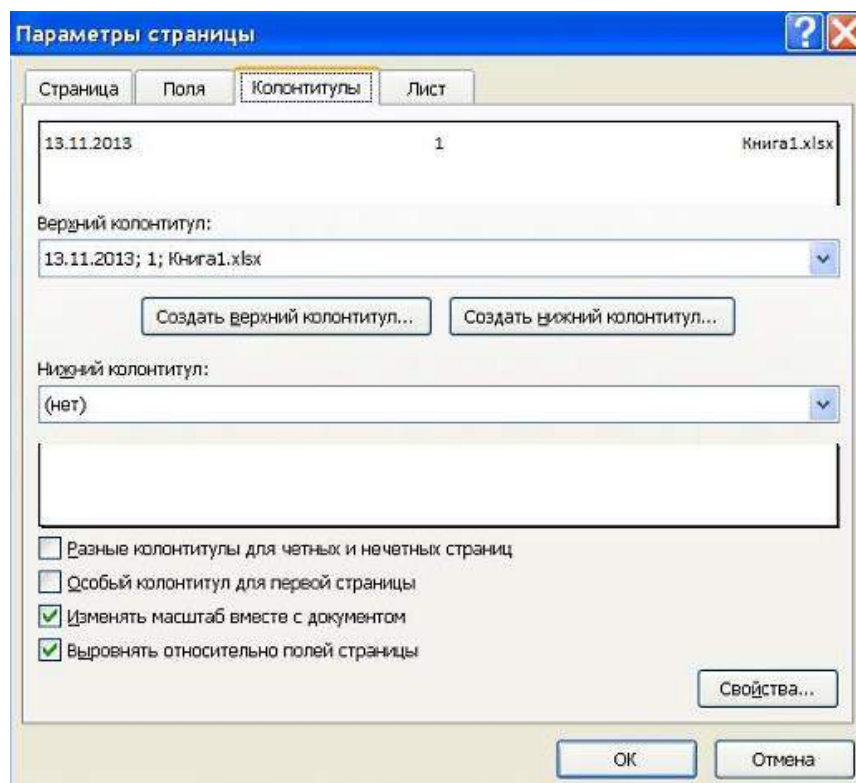 Параметры страницы
Страница Поля Колонтитулы Лист
13.11.2013 1 Книга1.xlsx
Верхний колонтитул:
13.11.2013; 1; Книга1.xlsx
Создать верхний колонтитул... Создать нижний колонтитул...
Нижний колонтитул:
(нет)
Разные колонтитулы для четных и нечетных страниц
Особый колонтитул для первой страницы
Изменять масштаб вместе с документом
Выровнять относительно полей страницы
Свойства...
ОК Отмена